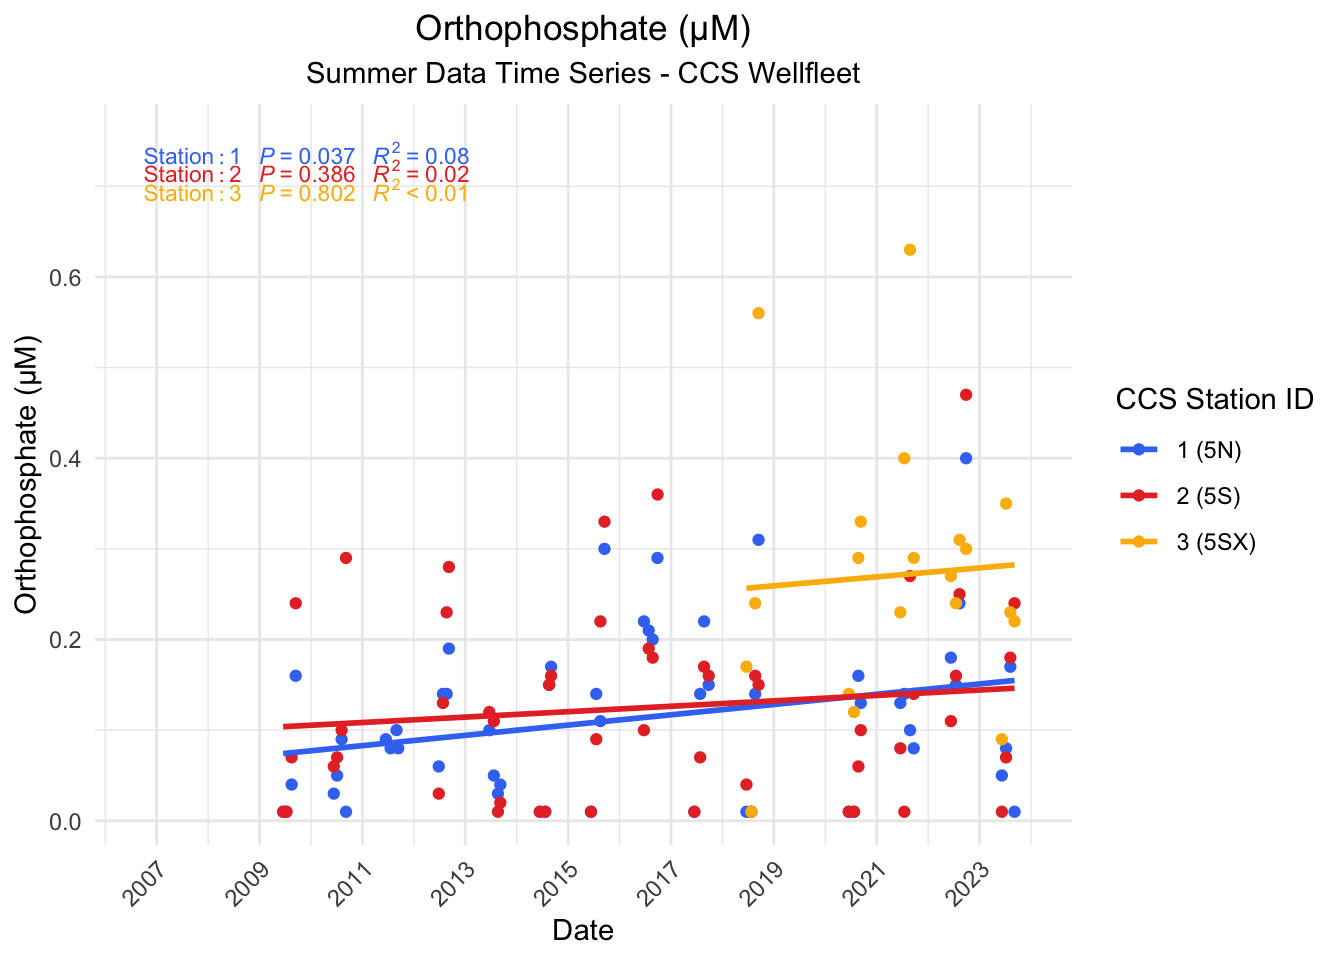 Orthophosphate (µM)
Summer Data Time Series - CCS Wellfleet
Station : 1 P = 0.037 R² = 0.08
Station : 2 P = 0.386 R² = 0.02
Station : 3 P = 0.802 R² < 0.01
Orthophosphate (µM)
0.6
0.4
0.2
0.0
2007
2009
2011
2013
2015
2017
2019
2021
2023
Date
CCS Station ID
1 (5N)
2 (5S)
3 (5SX)